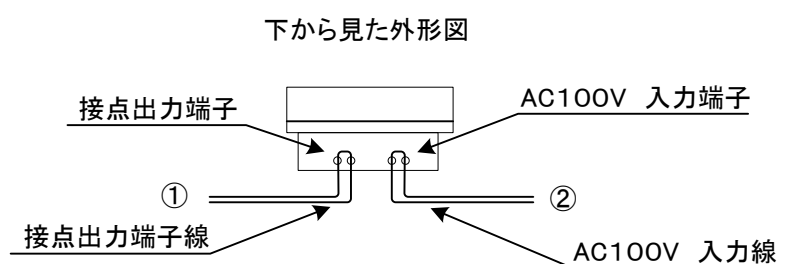 下から見た外形図
接点出力端子
AC100V 入力端子
①
②
接点出力端子線
AC100V 入力線